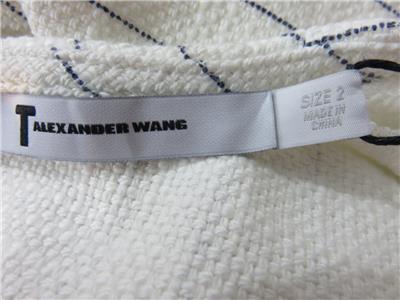 T ALEXANDER WANG
SIZE 2
MADE IN
CHINA